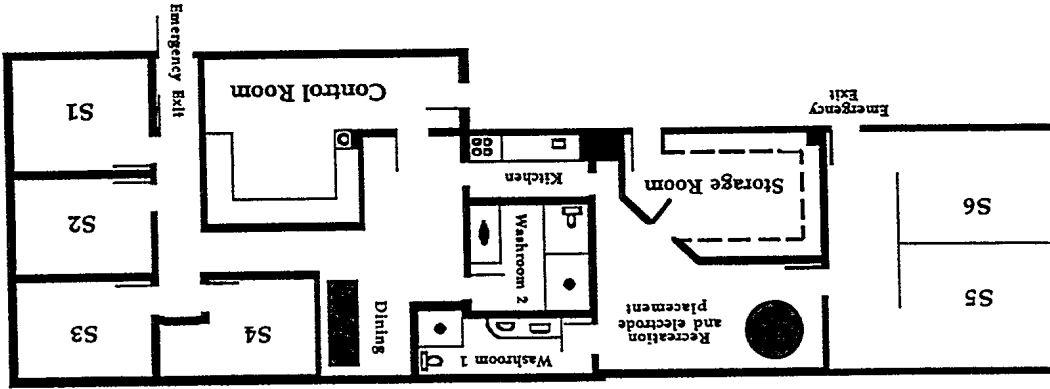 Emergency Exit
S1
Control Room
Emergency
Exit
Kitchen
Storage Room
S2
S6
Washroom 2
S5
S3
S4
Dining
Recreation
and electrode
placement
Washroom 1